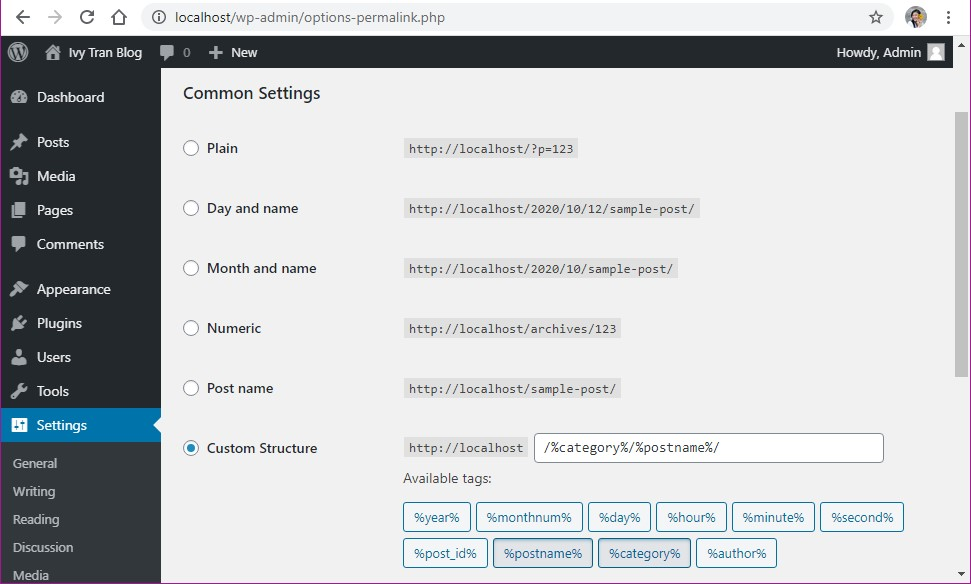 localhost/wp-admin/options-permalink.php
Ivy Tran Blog 0 New Howdy, Admin
Dashboard
Posts
Media
Pages
Comments
Appearance
Plugins
Users
Tools
Settings
General
Writing
Reading
Discussion
Media
Common Settings
Plain http://localhost/?p=123
Day and name http://localhost/2020/10/12/sample-post/
Month and name http://localhost/2020/10/sample-post/
Numeric http://localhost/archives/123
Post name http://localhost/sample-post/
Custom Structure http://localhost /%category%/%postname%/
Available tags:
%year% %monthnum% %day% %hour% %minute% %second%
%post_id% %postname% %category% %author%